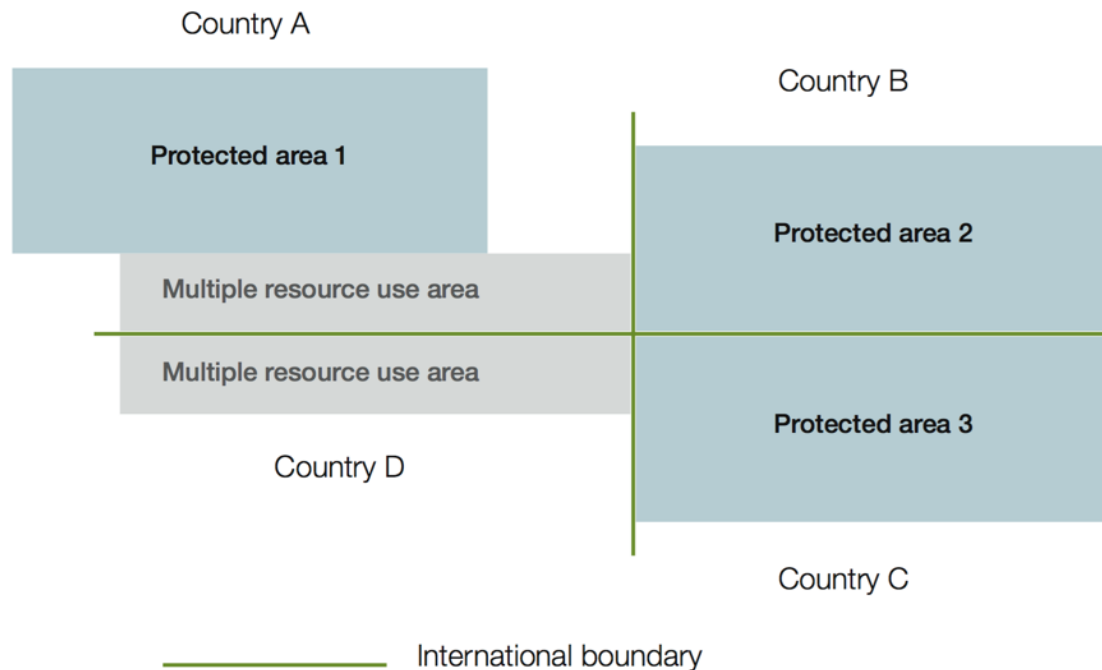 Country A
Country B
Protected area 1
Protected area 2
Multiple resource use area
Multiple resource use area
Protected area 3
Country D
Country C
International boundary